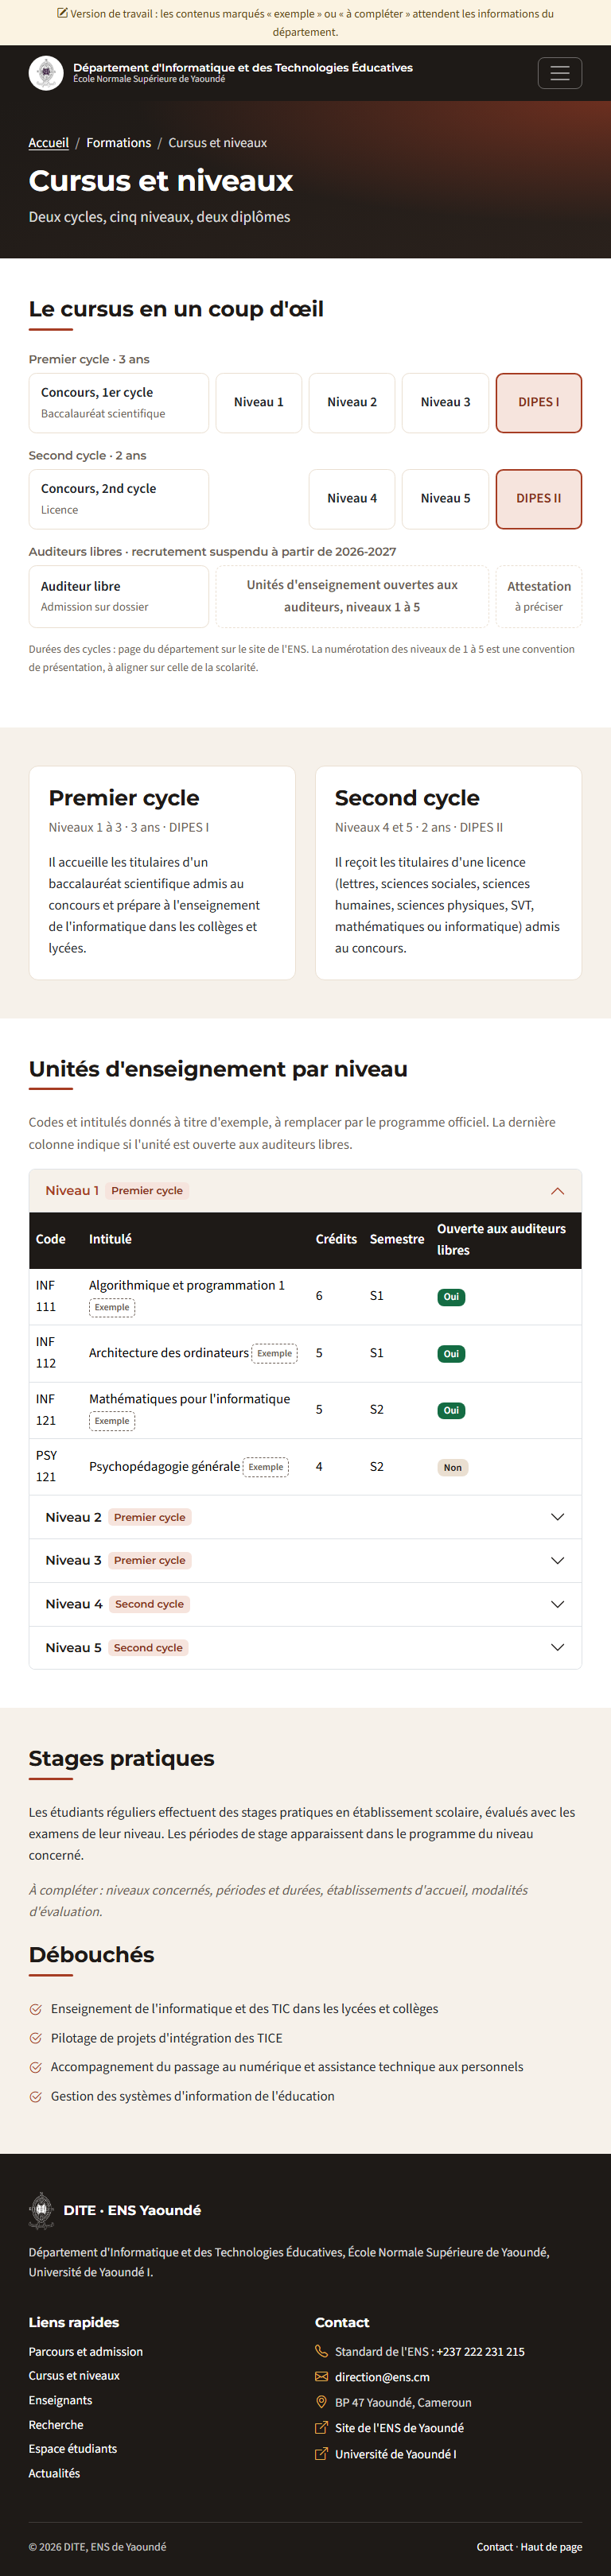 Version de travail : les contenus marqués « exemple » ou « à compléter » attendent les informations du
département.
Département d'Informatique et des Technologies Éducatives
École Normale Supérieure de Yaoundé
Accueil / Formations / Cursus et niveaux
Cursus et niveaux
Deux cycles, cinq niveaux, deux diplômes
Le cursus en un coup d'œil
Premier cycle · 3 ans
Concours, 1er cycle
Baccalauréat scientifique
Niveau 1
Niveau 2
Niveau 3
DIPES I
Second cycle · 2 ans
Concours, 2nd cycle
Licence
Niveau 4
Niveau 5
DIPES II
Auditeurs libres · recrutement suspendu à partir de 2026-2027
Auditeur libre
Admission sur dossier
Unités d'enseignement ouvertes aux
auditeurs, niveaux 1 à 5
Attestation
à préciser
Durées des cycles : page du département sur le site de l'ENS. La numérotation des niveaux de 1 à 5 est une convention
de présentation, à aligner sur celle de la scolarité.
Premier cycle
Niveaux 1 à 3 · 3 ans · DIPES I
Il accueille les titulaires d'un
baccalauréat scientifique admis au
concours et prépare à l'enseignement
de l'informatique dans les collèges et
lycées.
Second cycle
Niveaux 4 et 5 · 2 ans · DIPES II
Il reçoit les titulaires d'une licence
(lettres, sciences sociales, sciences
humaines, sciences physiques, SVT,
mathématiques ou informatique) admis
au concours.
Unités d'enseignement par niveau
Codes et intitulés donnés à titre d'exemple, à remplacer par le programme officiel. La dernière
colonne indique si l'unité est ouverte aux auditeurs libres.
Niveau 1 Premier cycle
Code Intitulé Crédits Semestre Ouverte aux auditeurs
libres
INF
111
Algorithmique et programmation 1
Exemple
6 S1 Oui
INF
112
Architecture des ordinateurs Exemple
5 S1 Oui
INF
121
Mathématiques pour l'informatique
Exemple
5 S2 Oui
PSY
121
Psychopédagogie générale Exemple
4 S2 Non
Niveau 2 Premier cycle
Niveau 3 Premier cycle
Niveau 4 Second cycle
Niveau 5 Second cycle
Stages pratiques
Les étudiants réguliers effectuent des stages pratiques en établissement scolaire, évalués avec les
examens de leur niveau. Les périodes de stage apparaissent dans le programme du niveau
concerné.
À compléter : niveaux concernés, périodes et durées, établissements d'accueil, modalités
d'évaluation.
Débouchés
Enseignement de l'informatique et des TIC dans les lycées et collèges
Pilotage de projets d'intégration des TICE
Accompagnement du passage au numérique et assistance technique aux personnels
Gestion des systèmes d'information de l'éducation
DITE · ENS Yaoundé
Département d'Informatique et des Technologies Éducatives, École Normale Supérieure de Yaoundé,
Université de Yaoundé I.
Liens rapides
Parcours et admission
Cursus et niveaux
Enseignants
Recherche
Espace étudiants
Actualités
Contact
Standard de l'ENS : +237 222 231 215
direction@ens.cm
BP 47 Yaoundé, Cameroun
Site de l'ENS de Yaoundé
Université de Yaoundé I
© 2026 DITE, ENS de Yaoundé
Contact · Haut de page